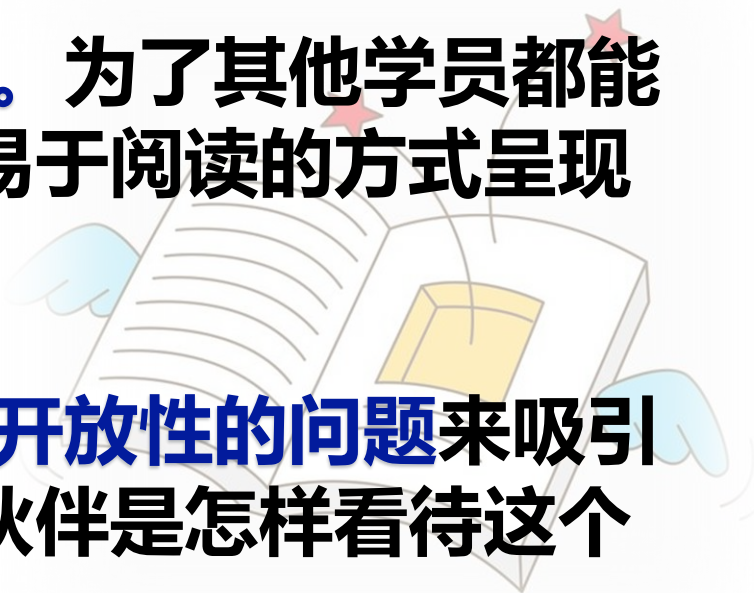 。为了其他学员都能
易于阅读的方式呈现
开放性的问题来吸引
伙伴是怎样看待这个